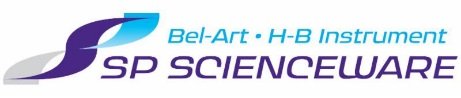 Bel-Art • H-B Instrument
SP SCIENCEWARE